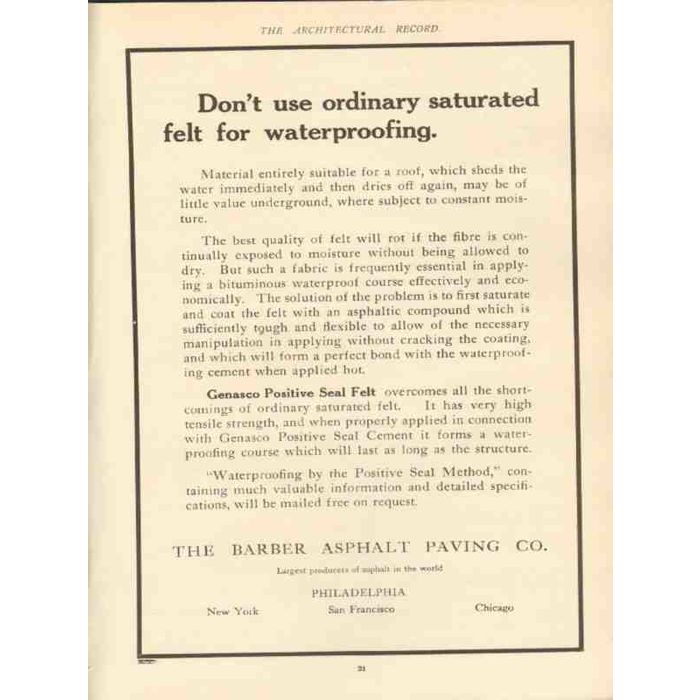 THE ARCHITECTURAL RECORD.
Don't use ordinary saturated
felt for waterproofing.
Material entirely suitable for a roof, which sheds the
water immediately and then dries off again, may be of
little value underground, where subject to constant mois-
ture.
The best quality of felt will rot if the fibre is con-
tinually exposed to moisture without being allowed to
dry. But such a fabric is frequently essential in apply-
ing a bituminous waterproof course effectively and eco-
nomically. The solution of the problem is to first saturate
and coat the felt with an asphaltic compound which is
sufficiently tough and flexible to allow of the necessary
manipulation in applying without cracking the coating,
and which will form a perfect bond with the waterproof-
ing cement when applied hot.
Genasco Positive Seal Felt overcomes all the short-
comings of ordinary saturated felt. It has very high
tensile strength, and when properly applied in connection
with Genasco Positive Seal Cement it forms a water-
proofing course which will last as long as the structure.
"Waterproofing by the Positive Seal Method," con-
taining much valuable information and detailed specifi-
cations, will be mailed free on request.
THE BARBER ASPHALT PAVING CO.
Largest producers of asphalt in the world
PHILADELPHIA
New York San Francisco Chicago
21